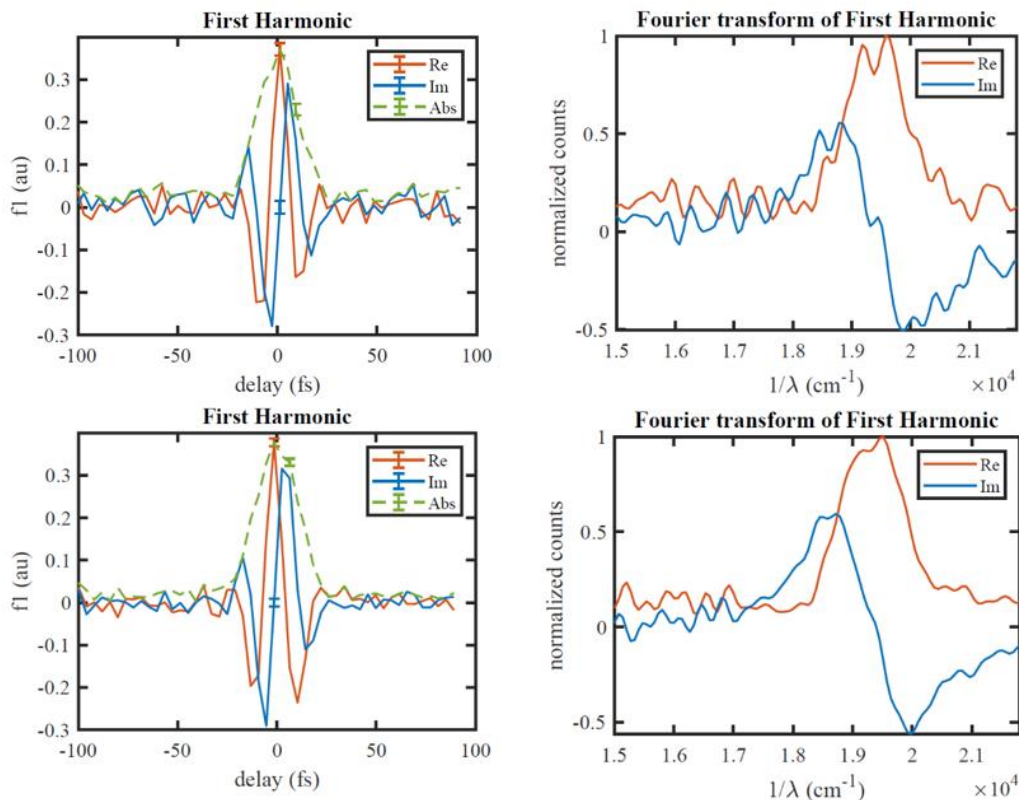 First Harmonic
f1 (au)
0.3
0.2
0.1
0
-0.1
-0.2
-0.3
-100
-50
0
50
100
delay (fs)
Re
Im
Abs
Fourier transform of First Harmonic
normalized counts
1
0.5
0
-0.5
1.5
1.6
1.7
1.8
1.9
2
2.1
1/λ (cm⁻¹)
×10⁴
Re
Im
First Harmonic
f1 (au)
0.3
0.2
0.1
0
-0.1
-0.2
-0.3
-100
-50
0
50
100
delay (fs)
Re
Im
Abs
Fourier transform of First Harmonic
normalized counts
1
0.5
0
-0.5
1.5
1.6
1.7
1.8
1.9
2
2.1
1/λ (cm⁻¹)
×10⁴
Re
Im